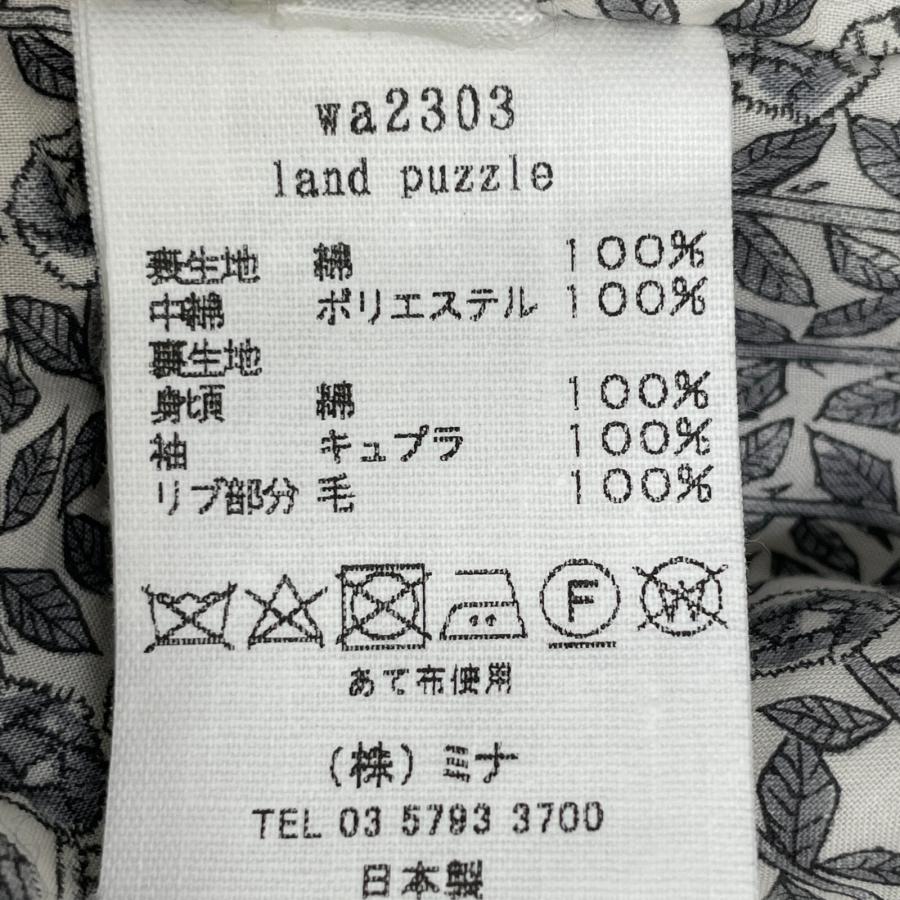 wa2303
land puzzle
表生地 綿 100%
中綿 ポリエステル 100%
裏生地
身頃 綿 100%
袖 キュプラ 100%
リブ部分 毛 100%
F W
あて布使用
(株)ミナ
TEL 03 5793 3700
日本製